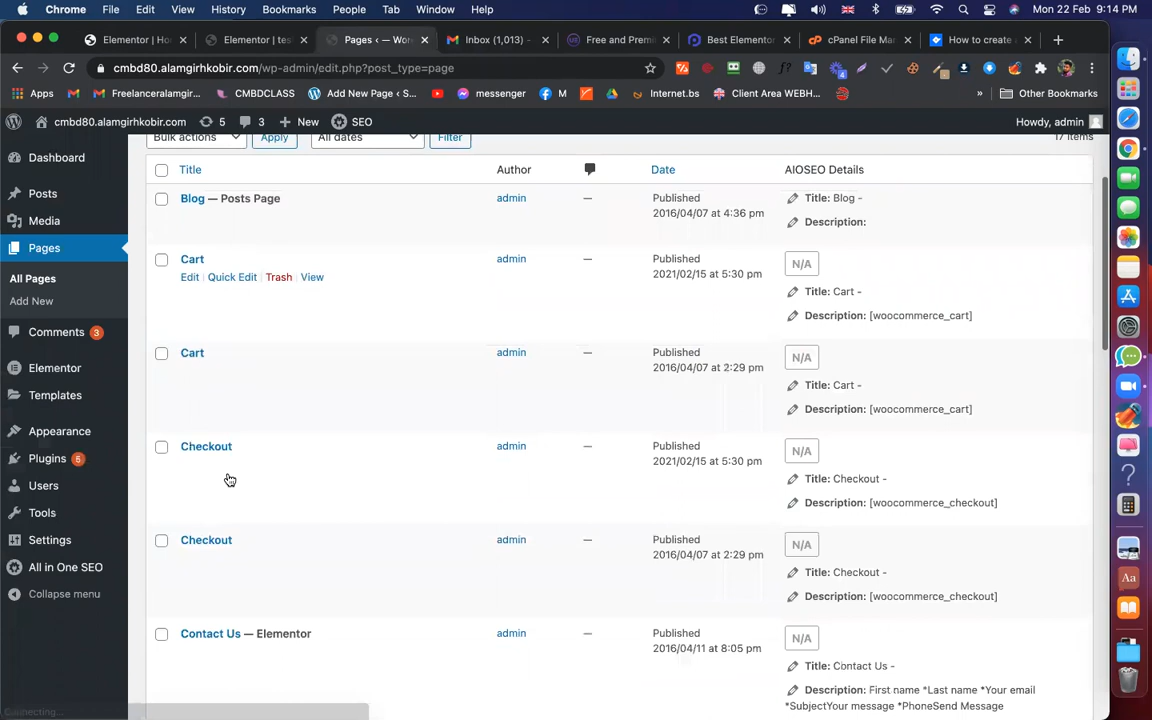 Chrome File Edit View History Bookmarks People Tab Window Help Mon 22 Feb 9:14 PM
Elementor | Ho Elementor | tes Pages ‹ — Wor Inbox (1,013) - Free and Premi Best Elementor cPanel File Ma How to create
cmbd80.alamgirhkobir.com/wp-admin/edit.php?post_type=page
Apps Freelanceralamgir... CMBDCLASS Add New Page ‹ S... messenger M Internet.bs Client Area WEBH... » Other Bookmarks
cmbd80.alamgirhkobir.com 5 3 New SEO Howdy, admin
Bulk actions Apply All dates Filter 17 items
Dashboard
Posts
Media
Pages
All Pages
Add New
Comments 3
Elementor
Templates
Appearance
Plugins 6
Users
Tools
Settings
All in One SEO
Collapse menu
Title Author Date AIOSEO Details
Blog — Posts Page admin — Published Title: Blog -
2016/04/07 at 4:36 pm Description:
Cart admin — Published N/A
Edit | Quick Edit | Trash | View 2021/02/15 at 5:30 pm
Title: Cart -
Description: [woocommerce_cart]
Cart admin — Published N/A
2016/04/07 at 2:29 pm
Title: Cart -
Description: [woocommerce_cart]
Checkout admin — Published N/A
2021/02/15 at 5:30 pm
Title: Checkout -
Description: [woocommerce_checkout]
Checkout admin — Published N/A
2016/04/07 at 2:29 pm
Title: Checkout -
Description: [woocommerce_checkout]
Contact Us — Elementor admin — Published N/A
2016/04/11 at 8:05 pm
Title: Contact Us -
Description: First name *Last name *Your email
*SubjectYour message *PhoneSend Message